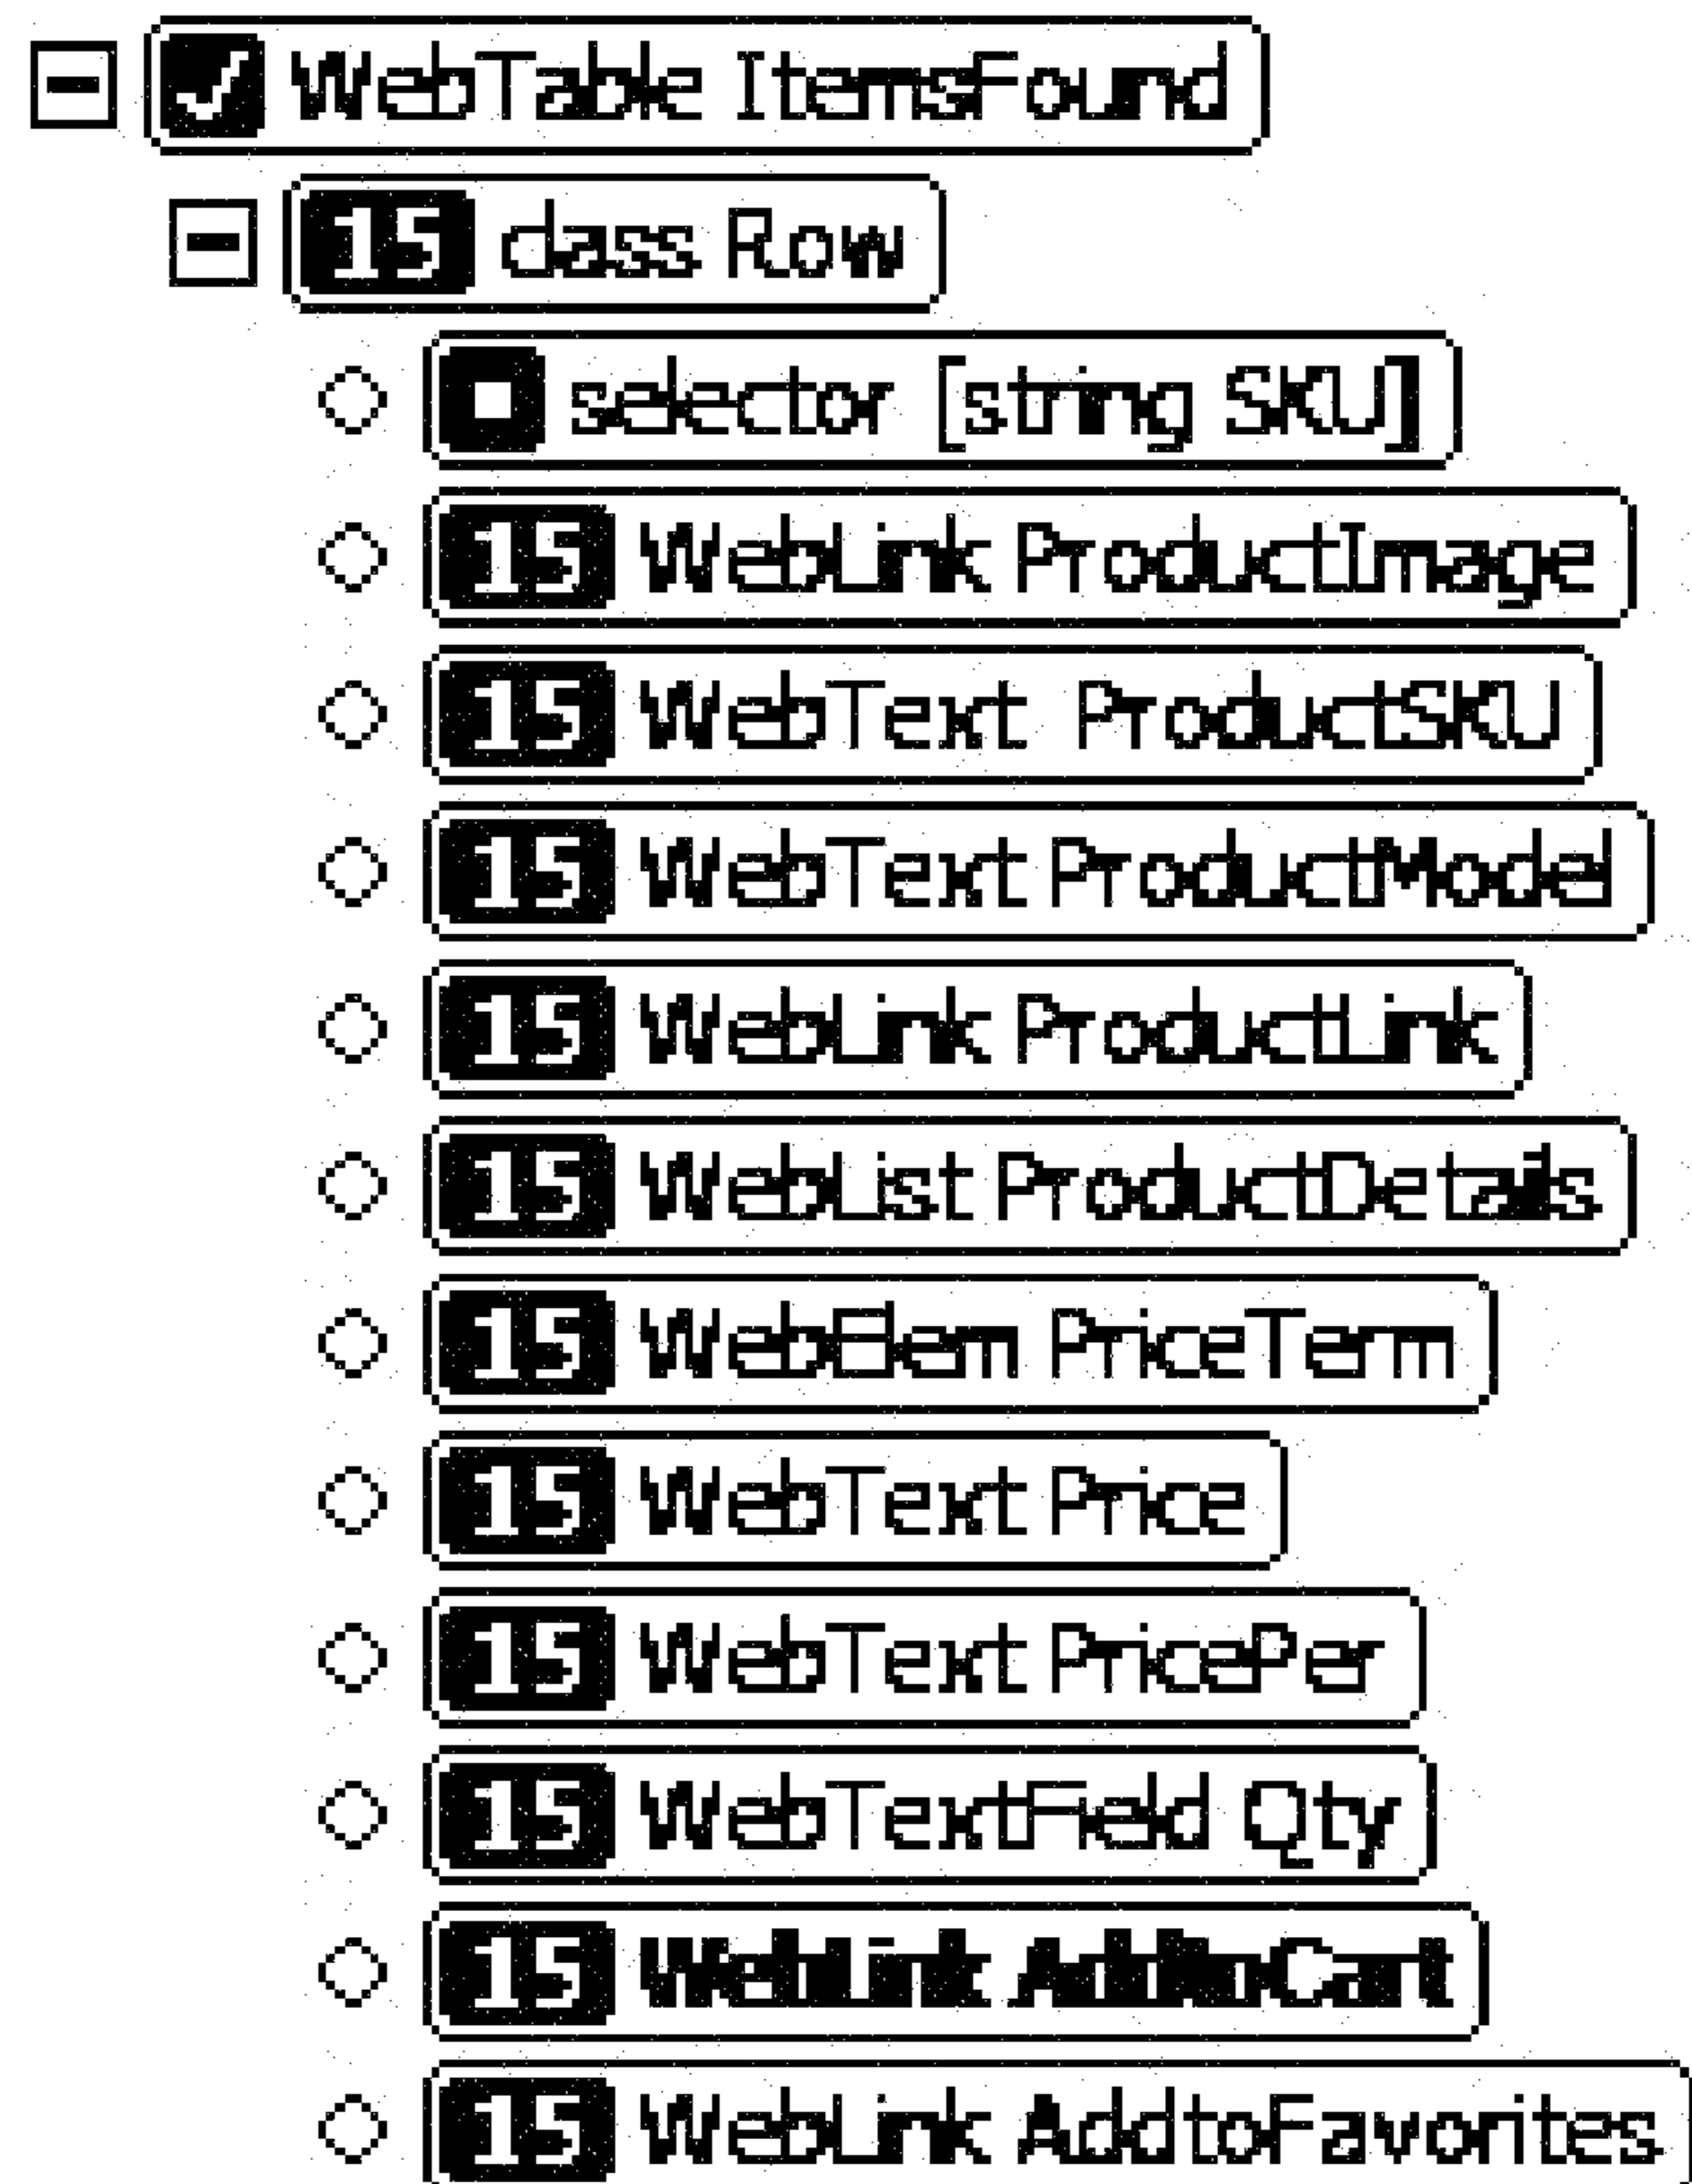 WebTable ItemsFound
15 class Row
selector [string SKU]
15 WebLink ProductImage
15 WebText ProductSKU
15 WebText ProductModel
15 WebLink ProductLink
15 WebList ProductDetails
15 WebElem PriceTerm
15 WebText Price
15 WebText PricePer
15 WebTextField Qty
15 WebLink AddtoCart
15 WebLink AddtoFavorites